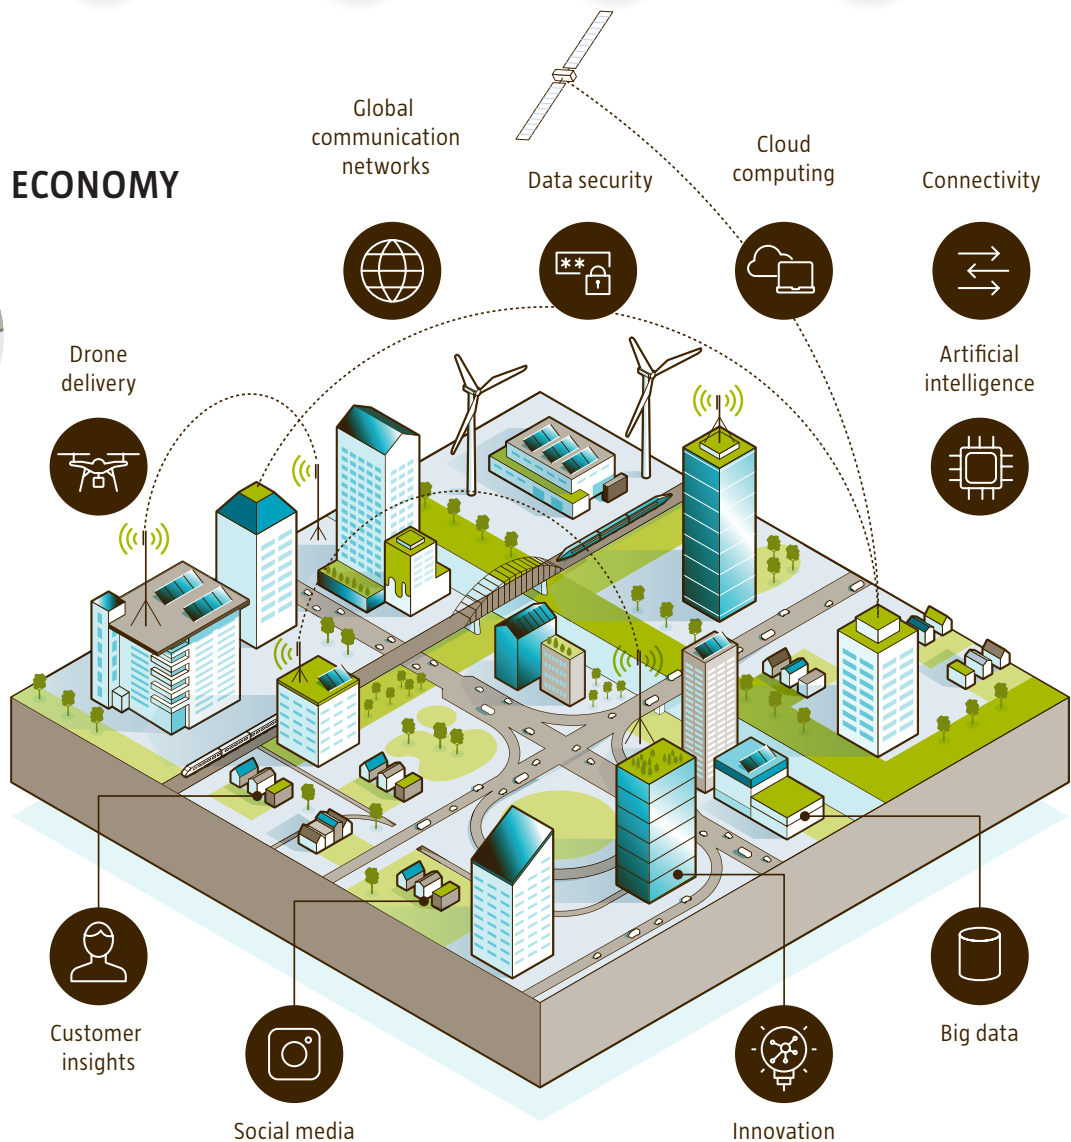 Global
communication
networks
Cloud
computing
ECONOMY
Data security
Connectivity
**
Drone
delivery
Artificial
intelligence
Customer
insights
Big data
Social media
Innovation